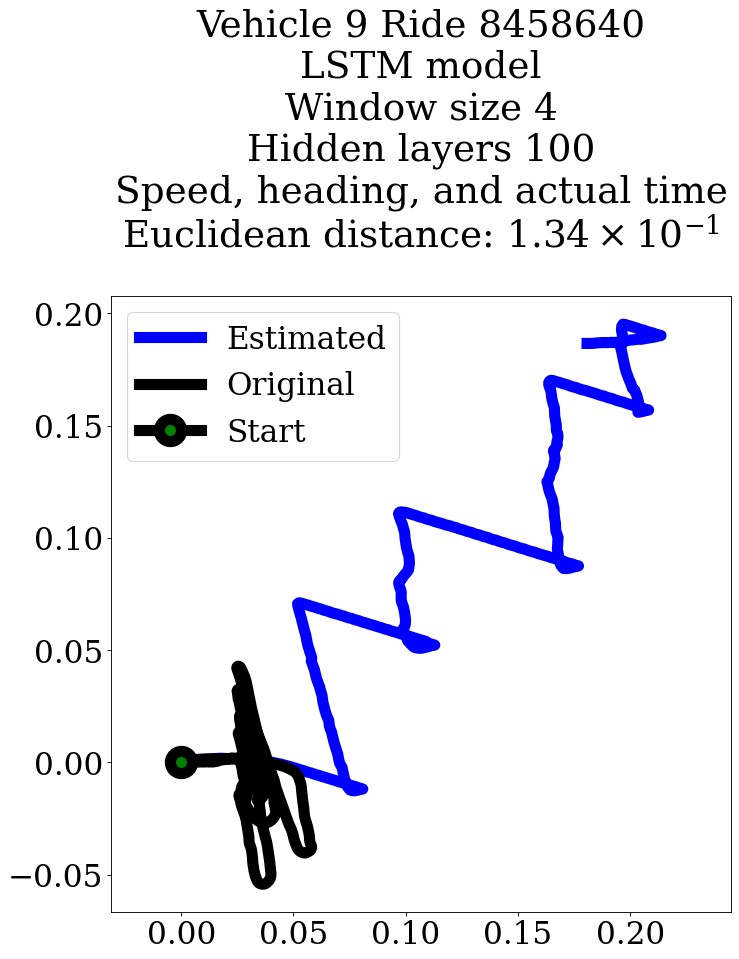 Vehicle 9 Ride 8458640
LSTM model
Window size 4
Hidden layers 100
Speed, heading, and actual time
Euclidean distance: 1.34 × 10⁻¹
0.20
0.15
0.10
0.05
0.00
−0.05
Estimated
Original
Start
0.00 0.05 0.10 0.15 0.20